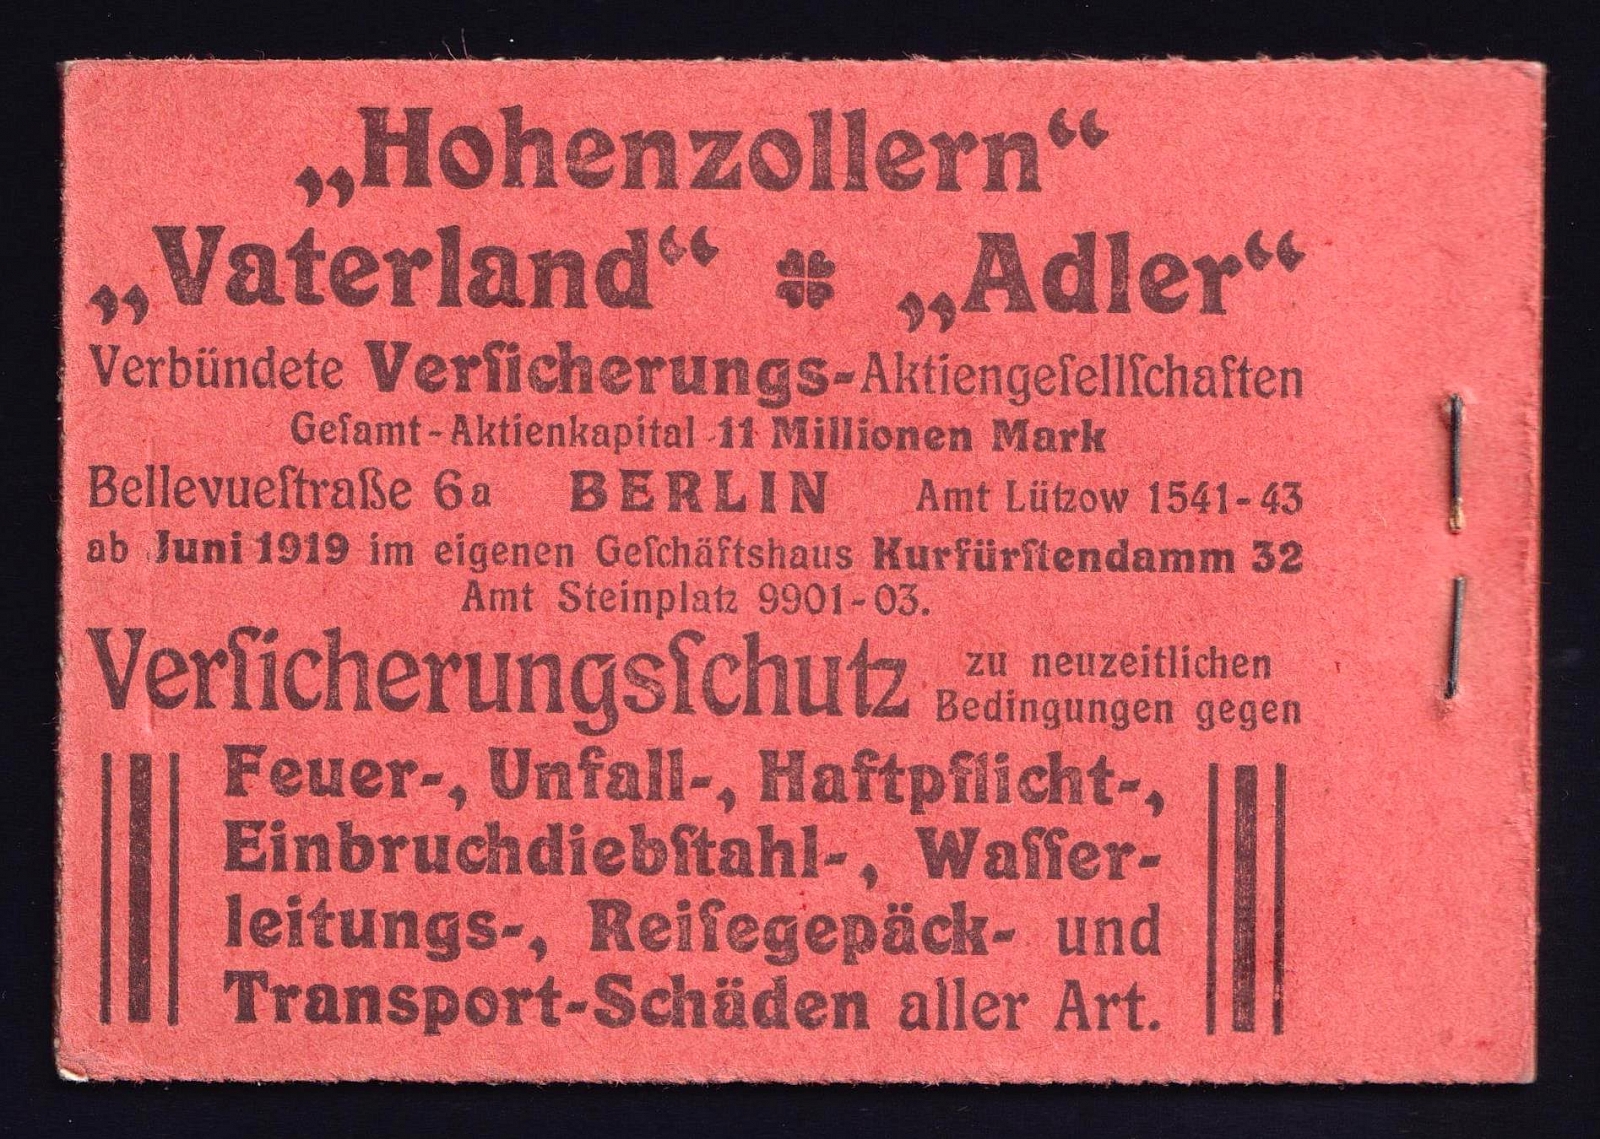 „Hohenzollern“
„Vaterland“ „Adler“
Verbündete Verſicherungs-Aktiengeſellſchaften
Geſamt-Aktienkapital 11 Millionen Mark
Bellevueſtraße 6a BERLIN Amt Lützow 1541-43
ab Juni 1919 im eigenen Geſchäftshaus Kurfürſtendamm 32
Amt Steinplatz 9901-03.
Verſicherungsſchutz zu neuzeitlichen
Bedingungen gegen
Feuer-, Unfall-, Haftpflicht-,
Einbruchdiebſtahl-, Waſſer-
leitungs-, Reiſegepäck- und
Transport-Schäden aller Art.